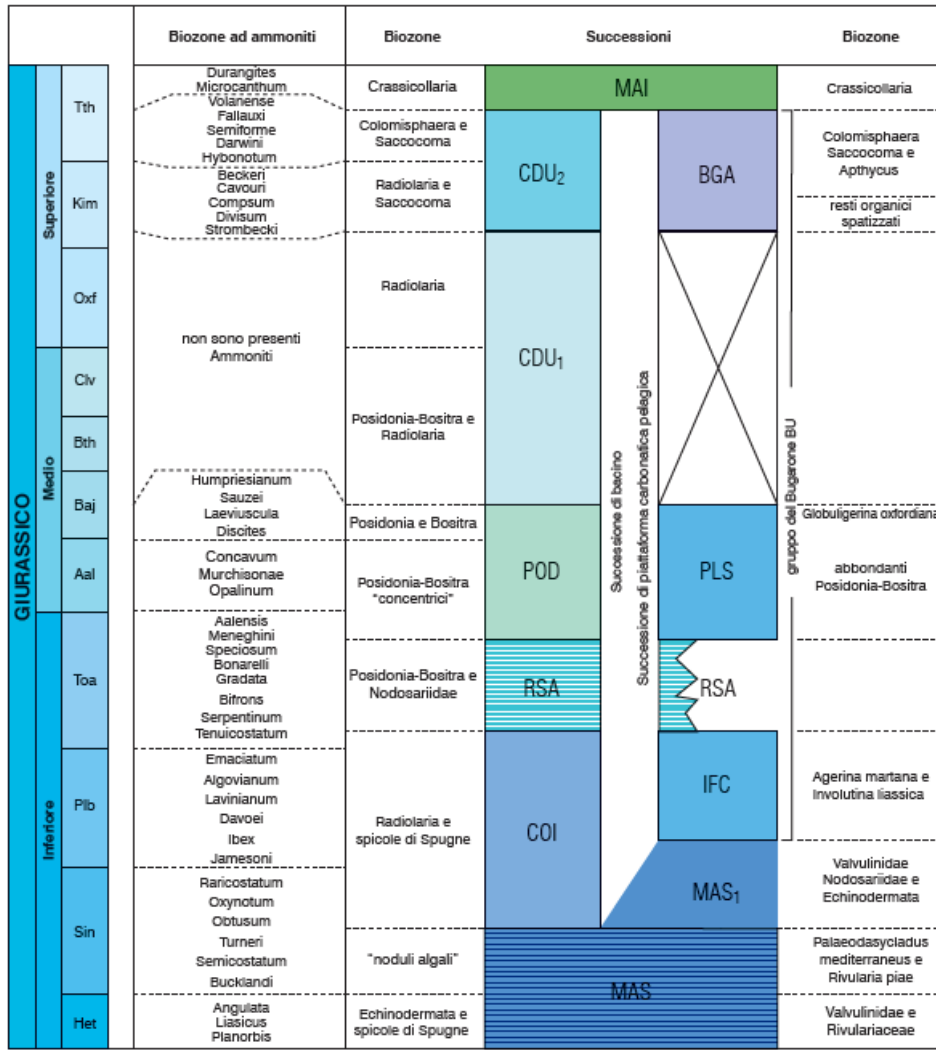 Biozone ad ammoniti
Biozone
Successioni
Biozone
GIURASSICO
Superiore
Medio
Inferiore
Tth
Kim
Oxf
Clv
Bth
Baj
Aal
Toa
Plb
Sin
Het
Durangites
Microcanthum
Volanense
Fallauxi
Semiforme
Darwini
Hybonotum
Beckeri
Cavouri
Compsum
Divisum
Strombecki
non sono presenti
Ammoniti
Humpriesianum
Sauzei
Laeviuscula
Discites
Concavum
Murchisonae
Opalinum
Aalensis
Meneghini
Speciosum
Bonarelli
Gradata
Bifrons
Serpentinum
Tenuicostatum
Emaciatum
Algovianum
Lavinianum
Davoei
Ibex
Jamesoni
Raricostatum
Oxynotum
Obtusum
Turneri
Semicostatum
Bucklandi
Angulata
Liasicus
Planorbis
Crassicollaria
Colomisphaera e
Saccocoma
Radiolaria e
Saccocoma
Radiolaria
Posidonia-Bositra e
Radiolaria
Posidonia e Bositra
Posidonia-Bositra
"concentrici"
Posidonia-Bositra e
Nodosariidae
Radiolaria e
spicole di Spugne
"noduli algali"
Echinodermata e
spicole di Spugne
MAI
CDU2
CDU1
POD
RSA
COI
MAS
Successione di bacino
Successione di piattaforma carbonatica pelagica
BGA
PLS
RSA
IFC
MAS1
gruppo del Bugarone BU
Crassicollaria
Colomisphaera
Saccocoma e
Apthycus
resti organici
spatizzati
Globuligerina oxfordiana
abbondanti
Posidonia-Bositra
Agerina martana e
Involutina liassica
Valvulinidae
Nodosariidae e
Echinodermata
Palaeodasycladus
mediterraneus e
Rivularia piae
Valvulinidae e
Rivulariaceae